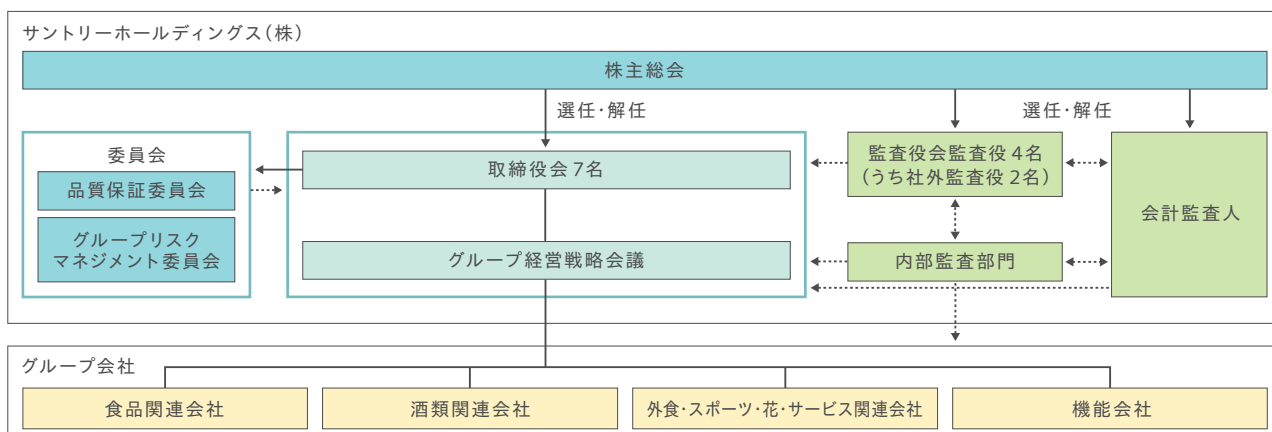 サントリーホールディングス(株)
株主総会
選任・解任
選任・解任
委員会
品質保証委員会
グループリスク
マネジメント委員会
取締役会7名
グループ経営戦略会議
監査役会監査役4名
(うち社外監査役2名)
内部監査部門
会計監査人
グループ会社
食品関連会社
酒類関連会社
外食・スポーツ・花・サービス関連会社
機能会社